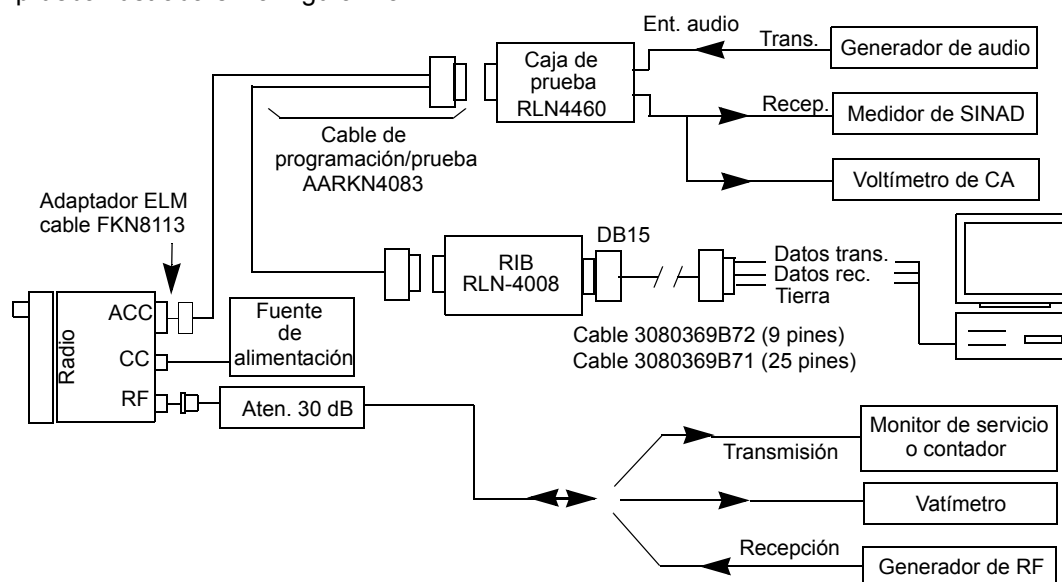 Ent. audio
Trans.
Generador de audio
Caja de
prueba
RLN4460
Recep.
Medidor de SINAD
Cable de
programación/prueba
AARKN4083
Voltímetro de CA
Adaptador ELM
cable FKN8113
DB15
RIB
RLN-4008
Datos trans.
Datos rec.
Tierra
ACC
CC
RF
Radio
Fuente
de
alimentación
Cable 3080369B72 (9 pines)
Cable 3080369B71 (25 pines)
Aten. 30 dB
Transmisión
Monitor de servicio
o contador
Vatímetro
Recepción
Generador de RF